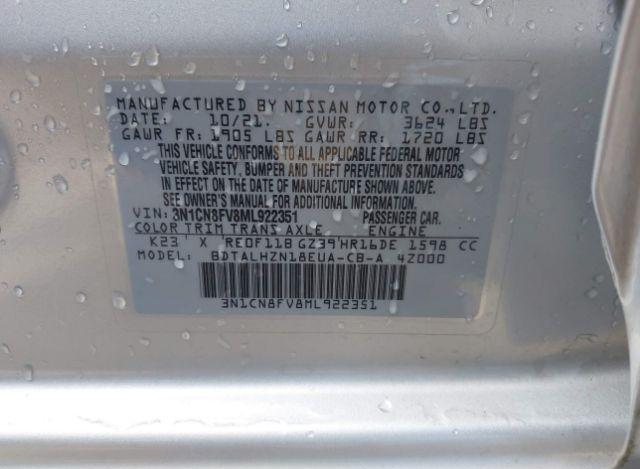 MANUFACTURED BY NISSAN MOTOR CO., LTD.
DATE: 10/21. GVWR: 3624 LBS
GAWR FR: 1905 LBS GAWR RR: 1720 LBS
THIS VEHICLE CONFORMS TO ALL APPLICABLE FEDERAL MOTOR
VEHICLE SAFETY, BUMPER AND THEFT PREVENTION STANDARDS
IN EFFECT ON THE DATE OF MANUFACTURE SHOWN ABOVE.
SEE OWNER'S MANUAL FOR ADDITIONAL INFORMATION.
VIN: 3N1CN8FV8ML922351 PASSENGER CAR.
COLOR TRIM TRANS AXLE ENGINE
K23 X RE0F11B GZ39 HR16DE 1598 CC
MODEL: BDTALHZN18EUA-CB-A 4Z000
3N1CN8FV8ML922351